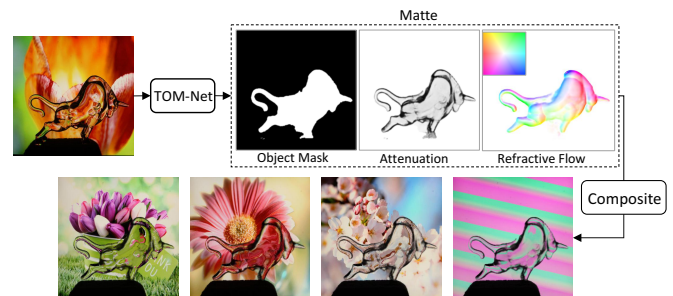 Matte
TOM-Net
Object Mask
Attenuation
Refractive Flow
Composite